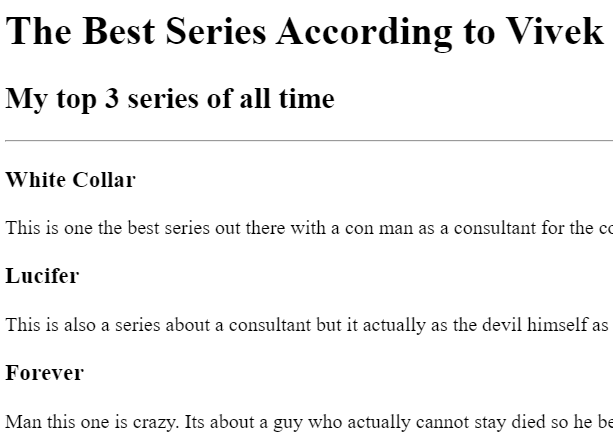 The Best Series According to Vivek
My top 3 series of all time
White Collar
This is one the best series out there with a con man as a consultant for the
Lucifer
This is also a series about a consultant but it actually as the devil himself as
Forever
Man this one is crazy. Its about a guy who actually cannot stay died so he